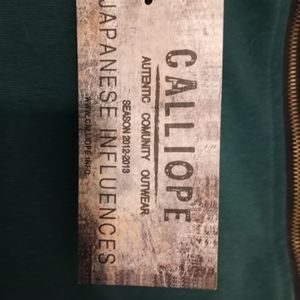 CALLIOPE
AUTENTIC COMUNITY OUTWEAR
SEASON 2012-2013
JAPANESE INFLUENCES
WWW.CALLIOPE.INFO